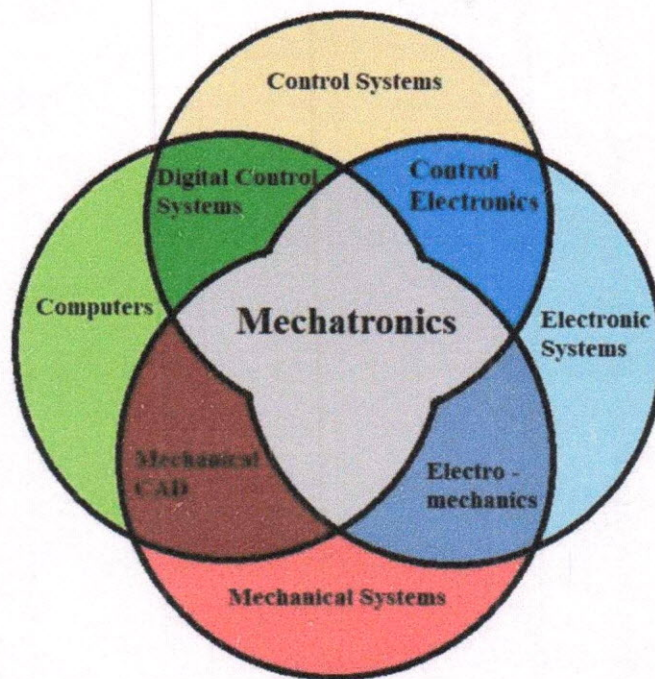 Control Systems
Digital Control
Systems
Control
Electronics
Computers
Mechatronics
Electronic
Systems
Mechanical
CAD
Electro -
mechanics
Mechanical Systems